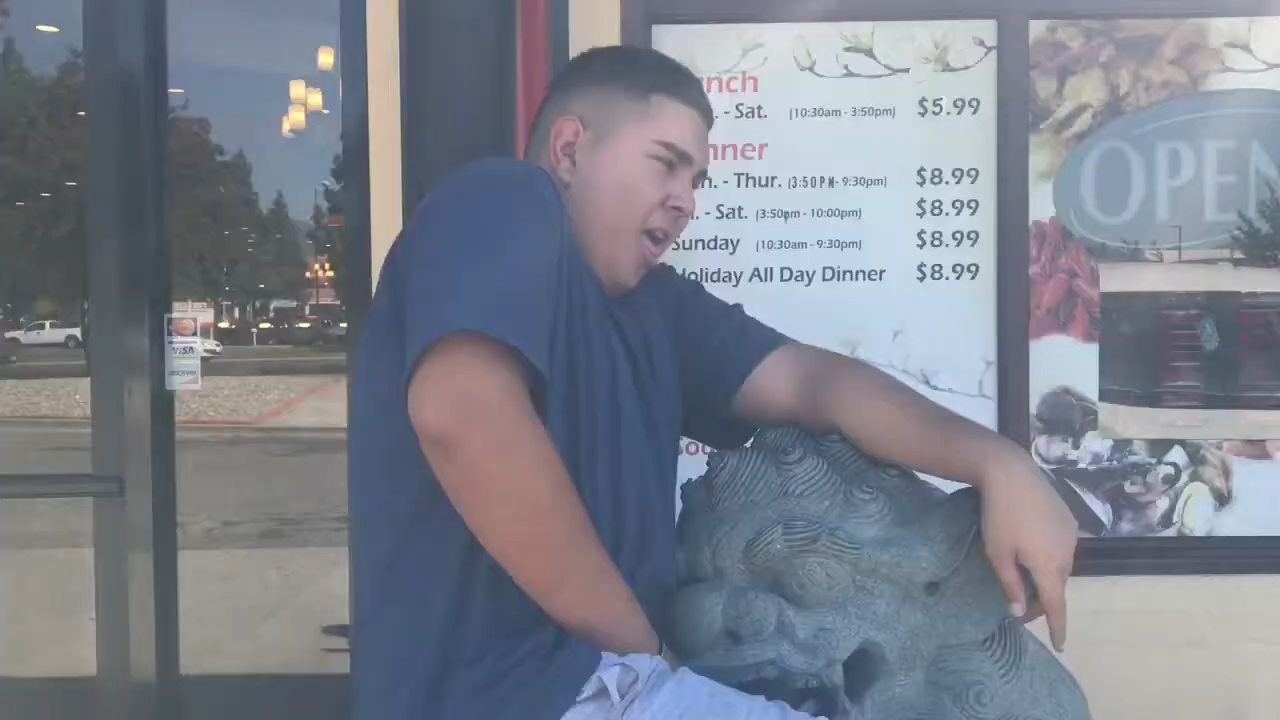 nch
. - Sat. (10:30am - 3:50pm) $5.99
nner
n. - Thur. (3:50PM- 9:30pm) $8.99
. - Sat. (3:50pm - 10:00pm) $8.99
Sunday (10:30am - 9:30pm) $8.99
Holiday All Day Dinner $8.99
OPEN
VISA
DISCOVER